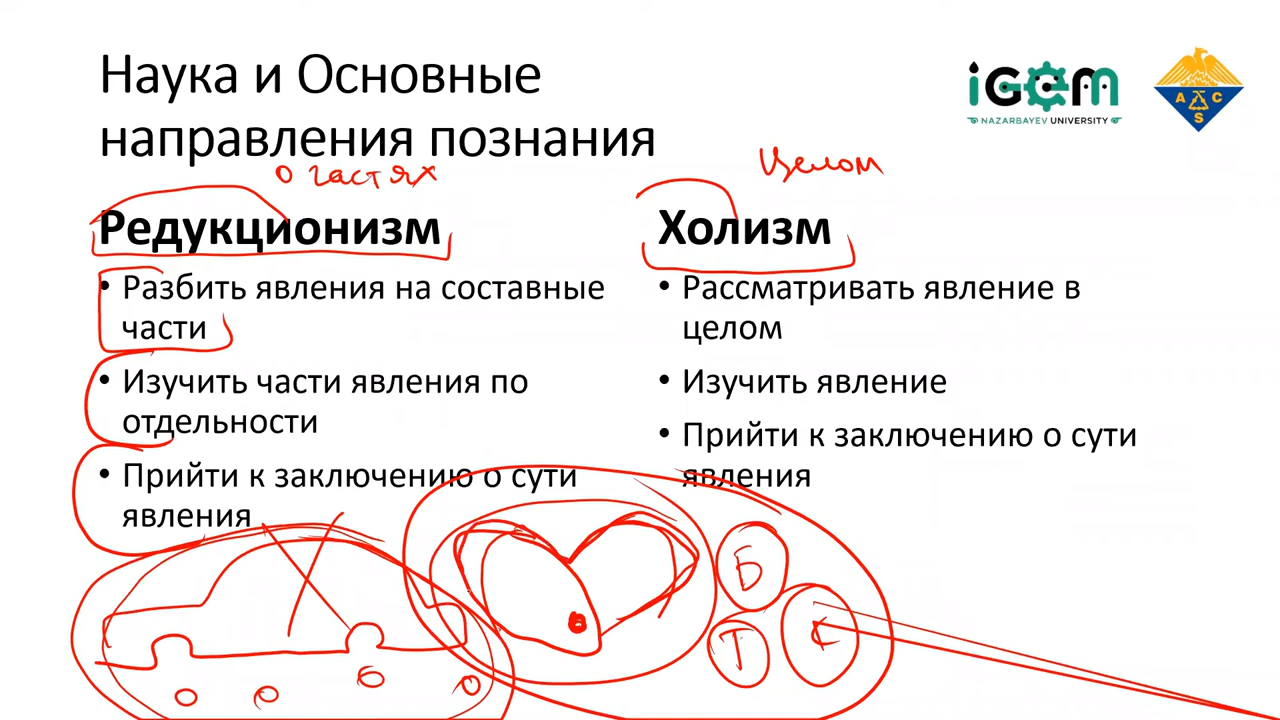 Наука и Основные
направления познания
iGem
NAZARBAYEV UNIVERSITY
A C
S
о частях
Целом
Редукционизм
• Разбить явления на составные
части
• Изучить части явления по
отдельности
• Прийти к заключению о сути
явления
Холизм
• Рассматривать явление в
целом
• Изучить явление
• Прийти к заключению о сути
явления
Б
Т
К